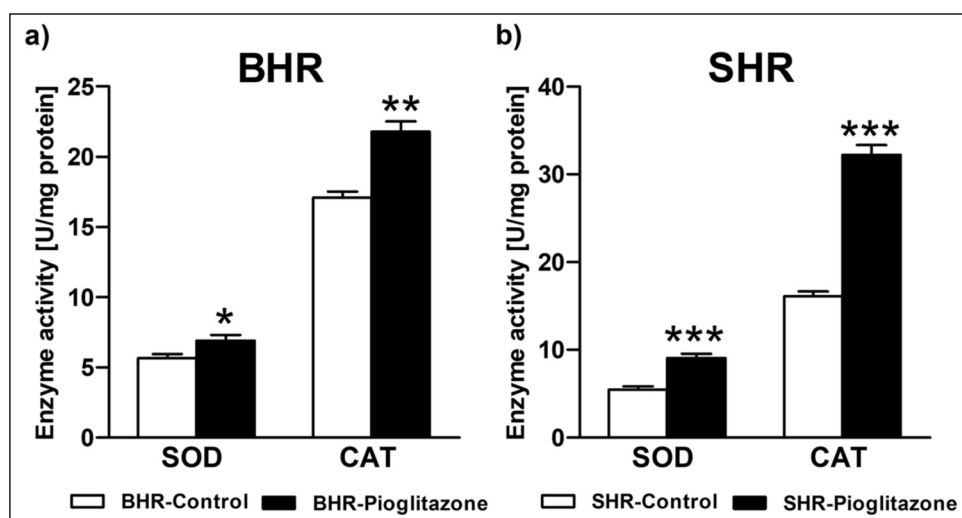 a)
BHR
Enzyme activity [U/mg protein]
25
20
15
10
5
0
*
**
SOD CAT
BHR-Control BHR-Pioglitazone
b)
SHR
Enzyme activity [U/mg protein]
40
30
20
10
0
***
***
SOD CAT
SHR-Control SHR-Pioglitazone